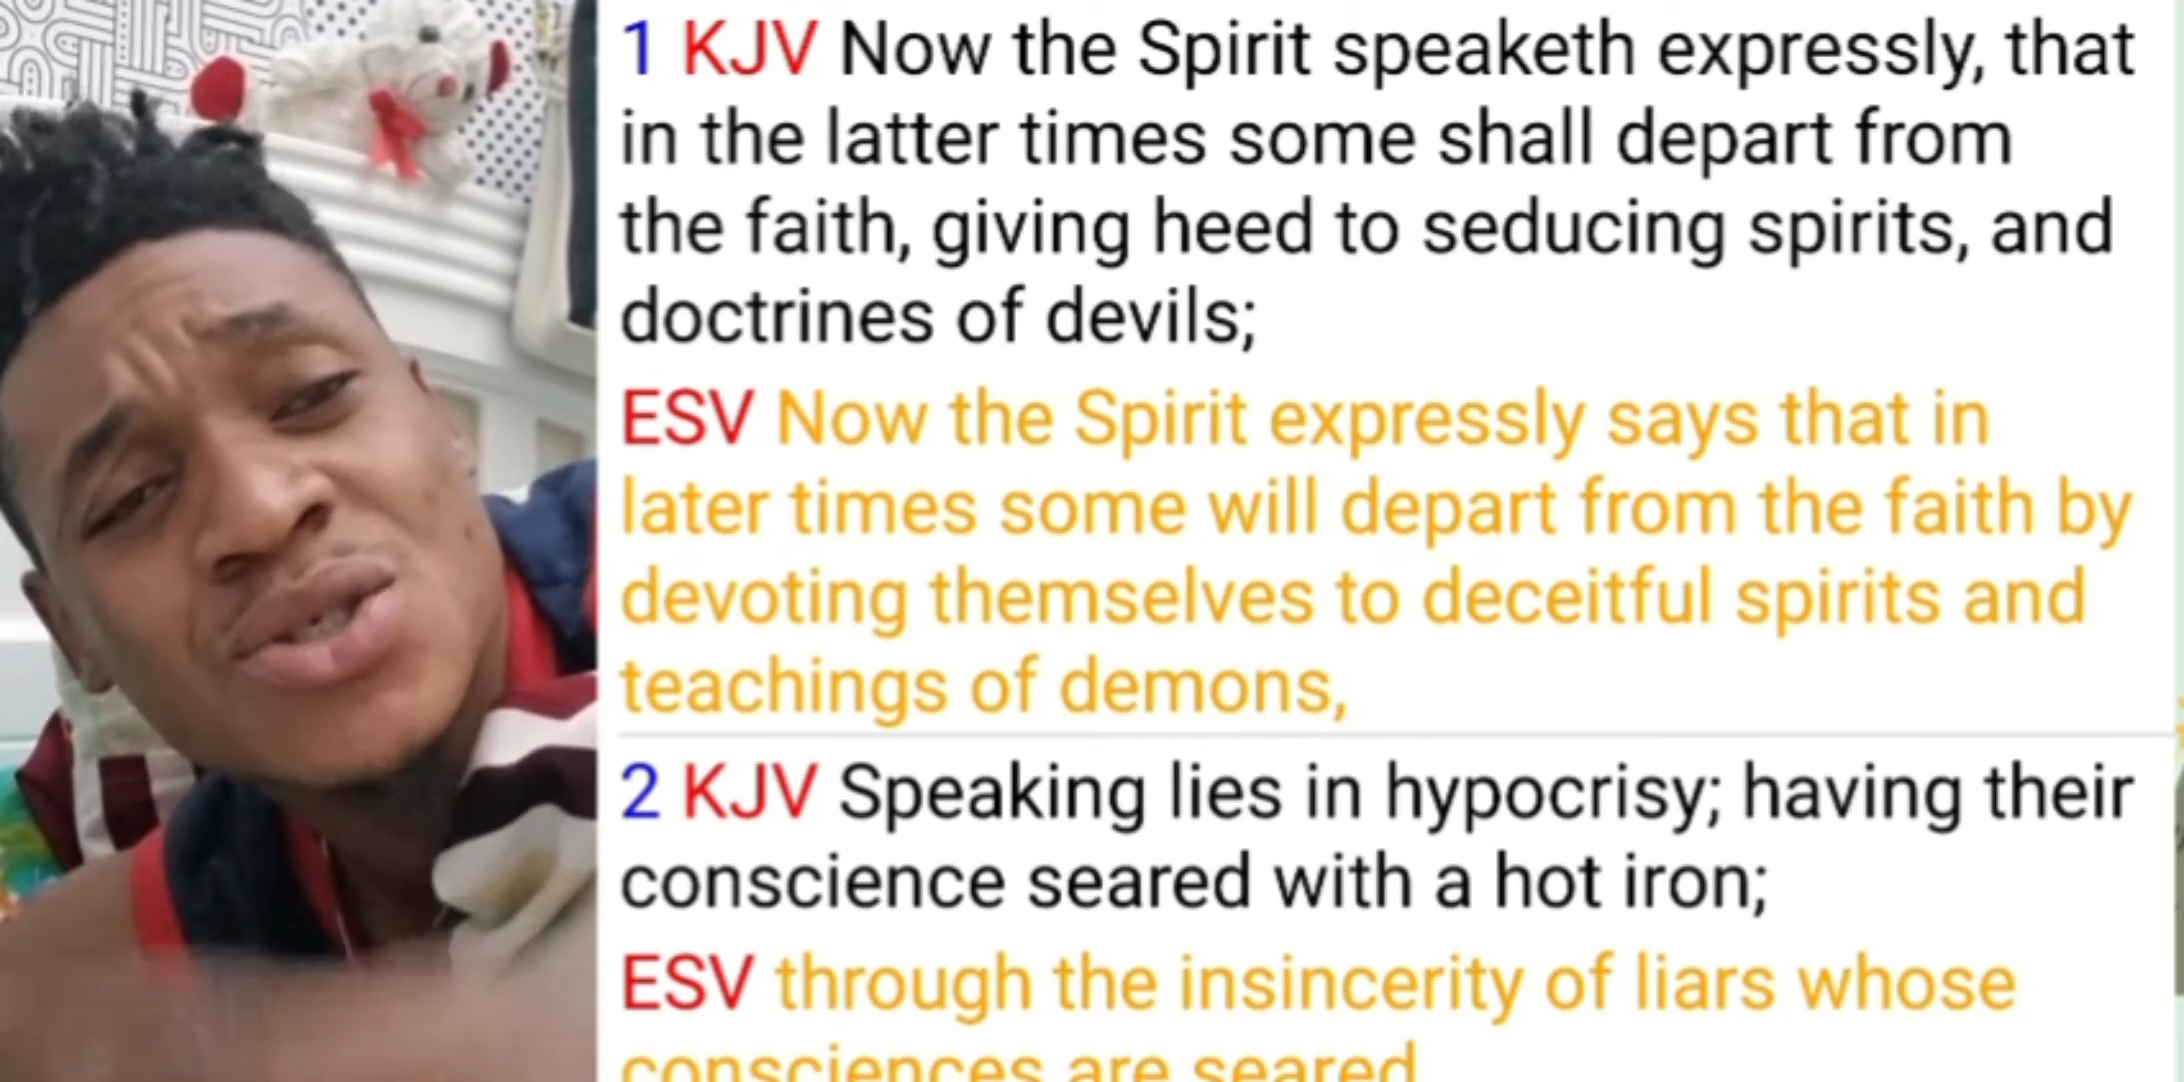 1 KJV Now the Spirit speaketh expressly, that
in the latter times some shall depart from
the faith, giving heed to seducing spirits, and
doctrines of devils;
ESV Now the Spirit expressly says that in
later times some will depart from the faith by
devoting themselves to deceitful spirits and
teachings of demons,
2 KJV Speaking lies in hypocrisy; having their
conscience seared with a hot iron;
ESV through the insincerity of liars whose
consciences are seared